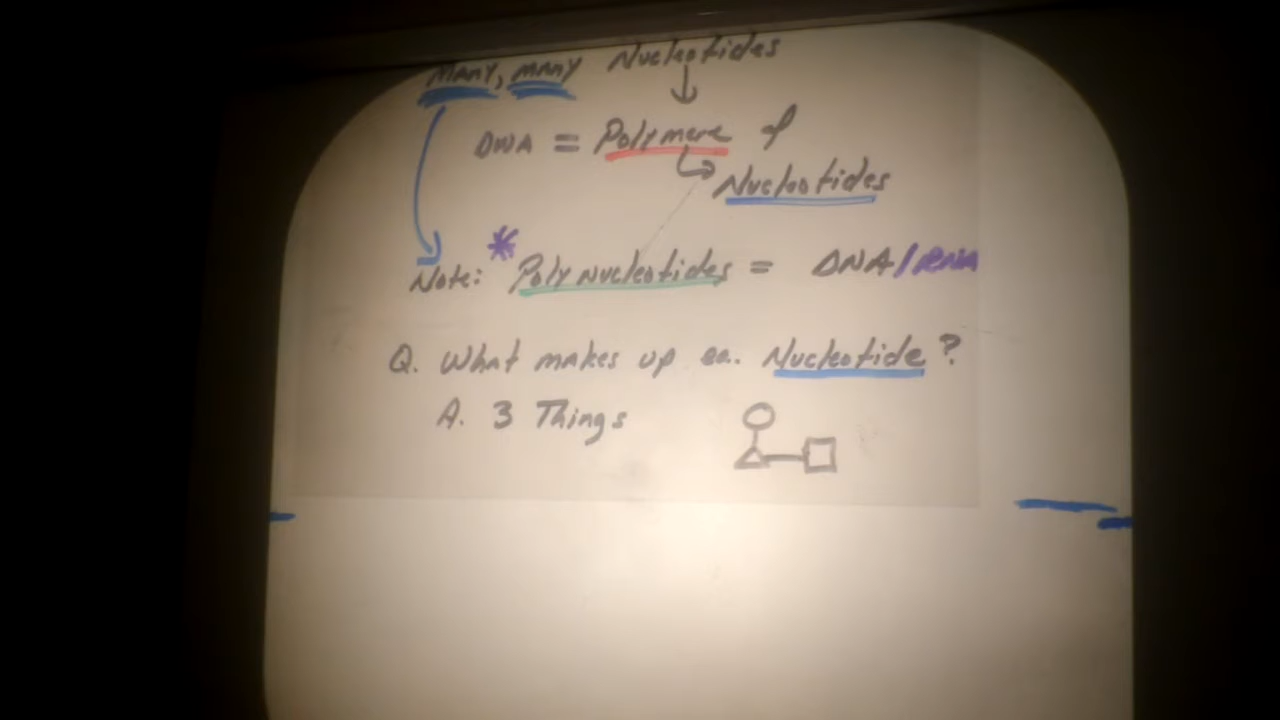 Many, many Nucleotides
DNA = Polymere of
Nucleotides
Note: * Polynucleotides = DNA/RNA
Q. What makes up ea. Nucleotide?
A. 3 Things